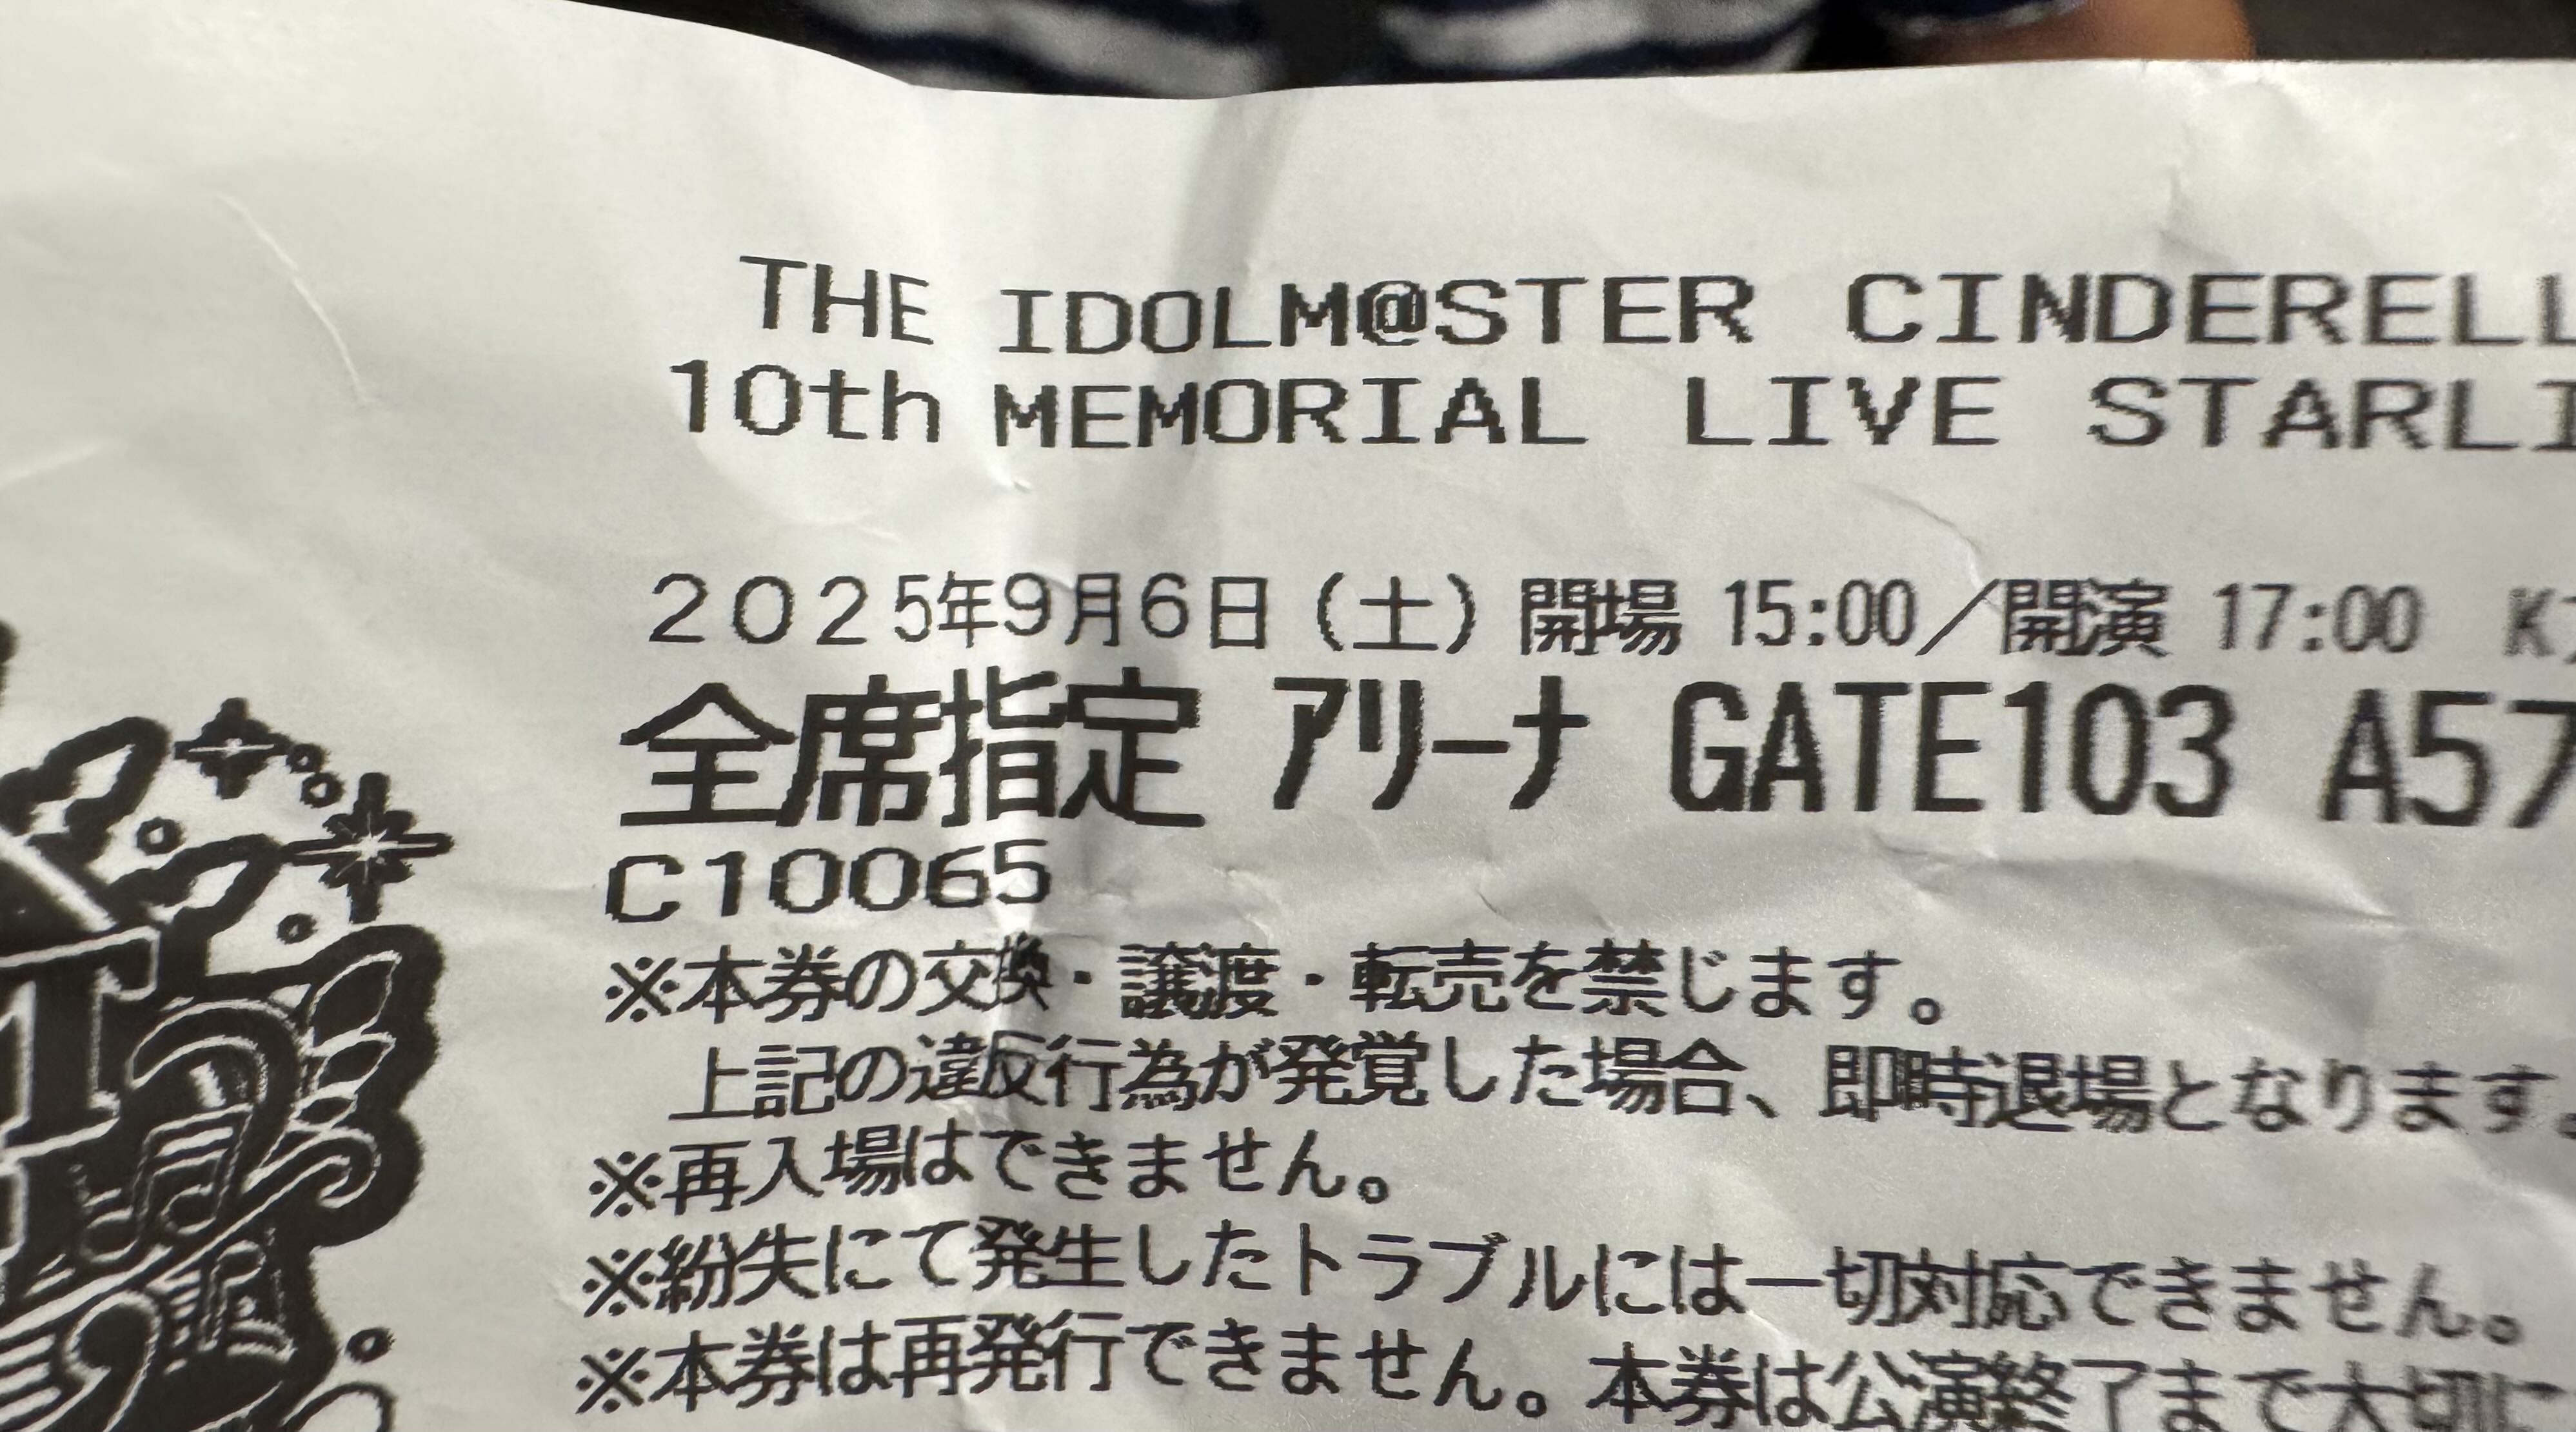 THE IDOLM@STER CINDERELL
10th MEMORIAL LIVE STARLI
2025年9月6日（土）開場 15:00／開演 17:00 K
全席指定 ｱﾘｰﾅ GATE103 A57
C10065
※本券の交換・譲渡・転売を禁じます。
上記の違反行為が発覚した場合、即時退場となります。
※再入場はできません。
※紛失にて発生したトラブルには一切対応できません。
※本券は再発行できません。本券は公演終了まで大切に